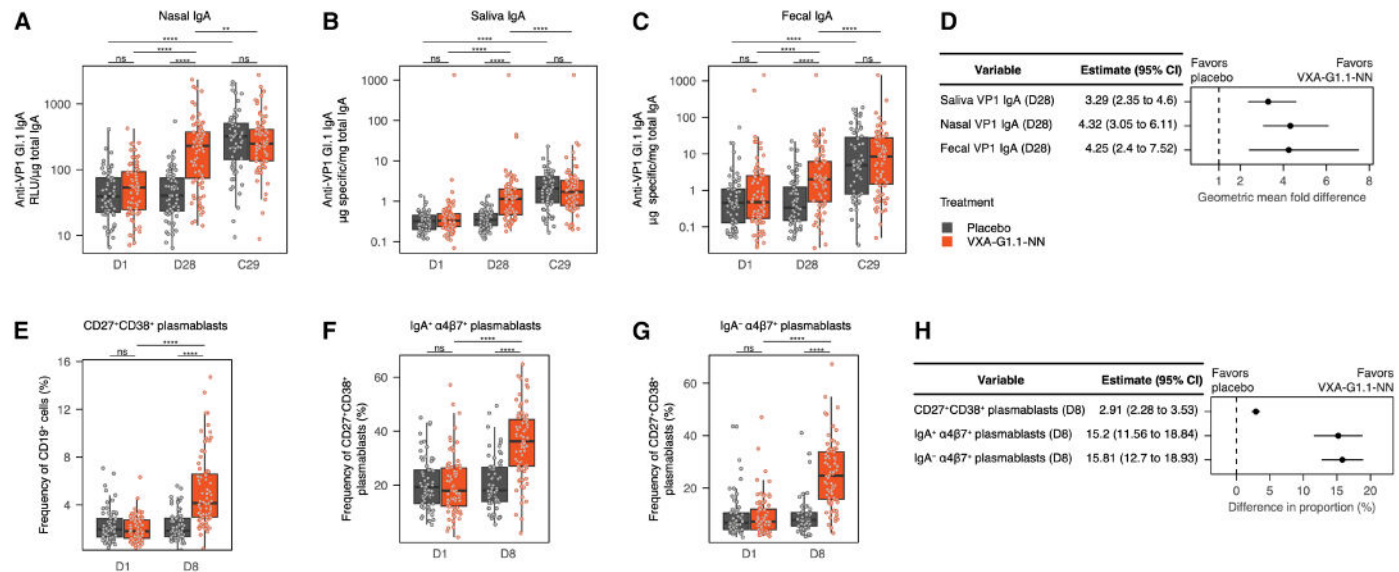 A
Nasal IgA
**
****
****
ns
****
ns
Anti-VP1 GI.1 IgA
RLU/µg total IgA
1000
100
10
D1
D28
C29
B
Saliva IgA
****
****
****
ns
****
ns
Anti-VP1 GI.1 IgA
µg specific/mg total IgA
1000
100
10
1
0.1
D1
D28
C29
C
Fecal IgA
****
****
****
ns
****
ns
Anti-VP1 GI.1 IgA
µg specific/mg total IgA
1000
100
10
1
0.1
D1
D28
C29
D
Variable Estimate (95% CI)
Saliva VP1 IgA (D28) 3.29 (2.35 to 4.6)
Nasal VP1 IgA (D28) 4.32 (3.05 to 6.11)
Fecal VP1 IgA (D28) 4.25 (2.4 to 7.52)
Favors
placebo
Favors
VXA-G1.1-NN
1 2 4 6 8
Geometric mean fold difference
Treatment
Placebo
VXA-G1.1-NN
E
CD27+CD38+ plasmablasts
****
ns
****
Frequency of CD19+ cells (%)
16
12
8
4
D1
D8
F
IgA+ α4β7+ plasmablasts
****
ns
****
Frequency of CD27+CD38+
plasmablasts (%)
60
40
20
D1
D8
G
IgA− α4β7+ plasmablasts
****
ns
****
Frequency of CD27+CD38+
plasmablasts (%)
60
40
20
D1
D8
H
Variable Estimate (95% CI)
CD27+CD38+ plasmablasts (D8) 2.91 (2.28 to 3.53)
IgA+ α4β7+ plasmablasts (D8) 15.2 (11.56 to 18.84)
IgA− α4β7+ plasmablasts (D8) 15.81 (12.7 to 18.93)
Favors
placebo
Favors
VXA-G1.1-NN
0 5 10 15 20
Difference in proportion (%)